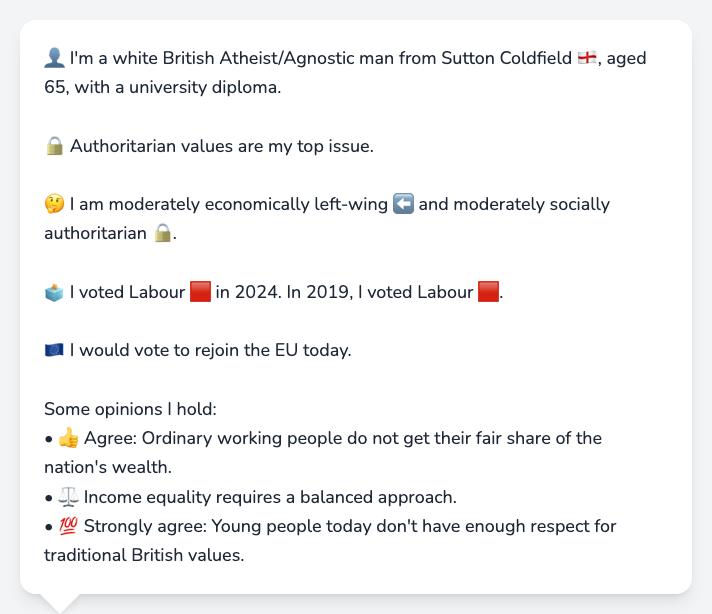 👤 I'm a white British Atheist/Agnostic man from Sutton Coldfield 🏴󠁧󠁢󠁥󠁮󠁧󠁿, aged
65, with a university diploma.
🔒 Authoritarian values are my top issue.
🤔 I am moderately economically left-wing ⬅️ and moderately socially
authoritarian 🔒.
🗳️ I voted Labour 🟥 in 2024. In 2019, I voted Labour 🟥.
🇪🇺 I would vote to rejoin the EU today.
Some opinions I hold:
• 👍 Agree: Ordinary working people do not get their fair share of the
nation's wealth.
• ⚖️ Income equality requires a balanced approach.
• 💯 Strongly agree: Young people today don't have enough respect for
traditional British values.